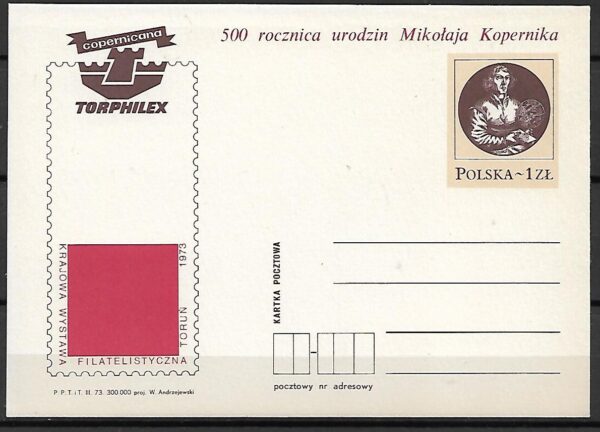 500 rocznica urodzin Mikołaja Kopernika
copernicana
TORPHILEX
POLSKA~1ZŁ
KARTKA POCZTOWA
KRAJOWA WYSTAWA
FILATELISTYCZNA
TORUŃ 1973
pocztowy nr adresowy
P.P.T. i T. III. 73. 300.000 proj. W. Andrzejewski